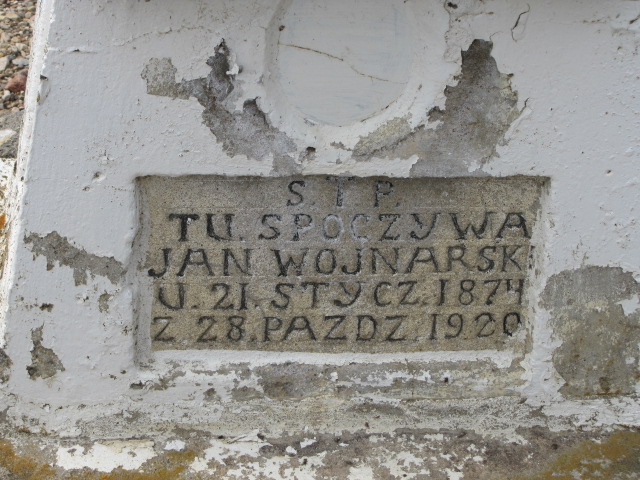 S. T P.
TU. SPOCZYWA
JAN WOJNARSKI
U. 21. STYCZ. 1874
Z 28. PAZDZ. 1920